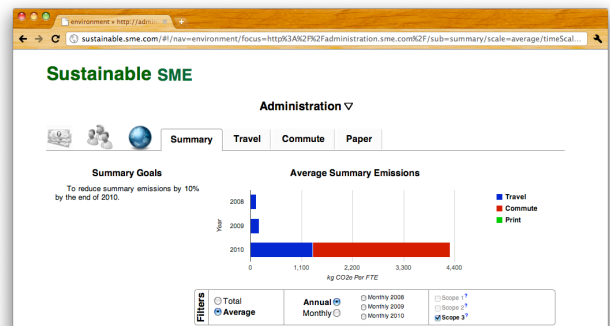 environment » http://admini
sustainable.sme.com/#!/nav=environment/focus=http%3A%2F%2Fadministration.sme.com%2F/sub=summary/scale=average/timeScal...
Sustainable SME
Administration ▽
Summary Travel Commute Paper
Summary Goals
To reduce summary emissions by 10%
by the end of 2010.
Average Summary Emissions
Travel
Commute
Print
Year
2008
2009
2010
0 1,100 2,200 3,300 4,400
kg CO2e Per FTE
Filters
Total
Average
Annual
Monthly
Monthly 2008
Monthly 2009
Monthly 2010
Scope 1?
Scope 2?
Scope 3?